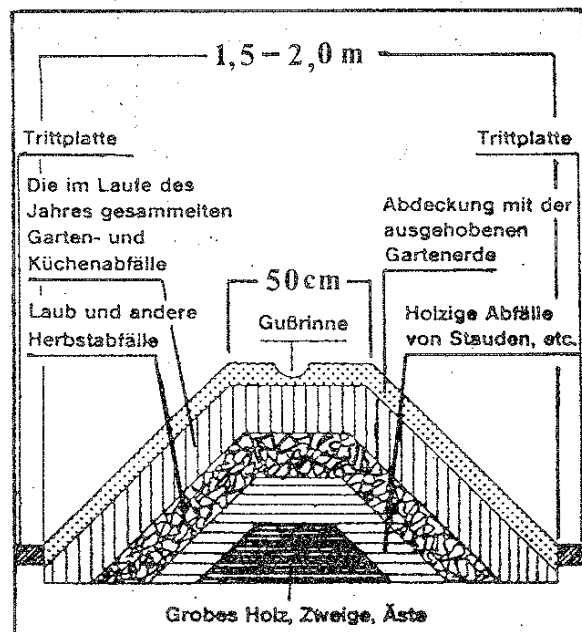 1,5 – 2,0 m
Trittplatte
Trittplatte
Die im Laufe des
Jahres gesammelten
Garten- und
Küchenabfälle
Laub und andere
Herbstabfälle
50 cm
Gußrinne
Abdeckung mit der
ausgehobenen
Gartenerde
Holzige Abfälle
von Stauden, etc.
Grobes Holz, Zweige, Äste